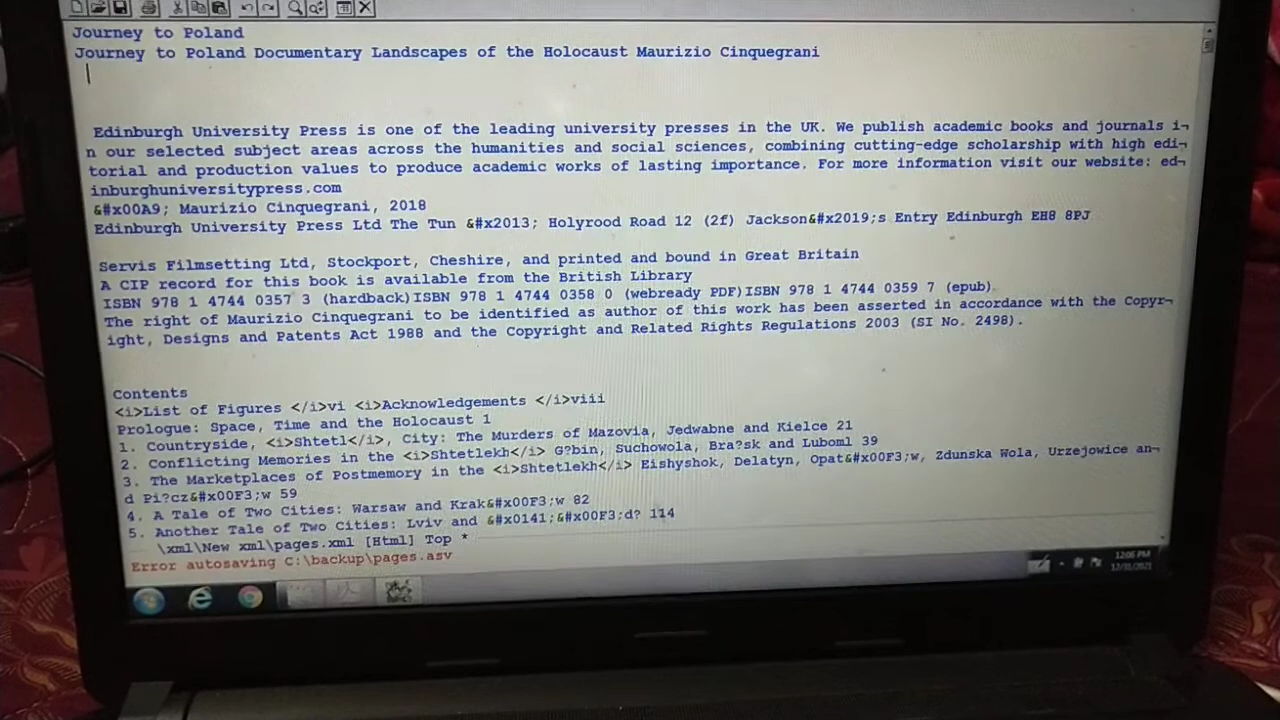 Journey to Poland
Journey to Poland Documentary Landscapes of the Holocaust Maurizio Cinquegrani
Edinburgh University Press is one of the leading university presses in the UK. We publish academic books and journals i¬
n our selected subject areas across the humanities and social sciences, combining cutting-edge scholarship with high edi¬
torial and production values to produce academic works of lasting importance. For more information visit our website: ed¬
inburghuniversitypress.com
&#x00A9; Maurizio Cinquegrani, 2018
Edinburgh University Press Ltd The Tun &#x2013; Holyrood Road 12 (2f) Jackson&#x2019;s Entry Edinburgh EH8 8PJ
Servis Filmsetting Ltd, Stockport, Cheshire, and printed and bound in Great Britain
A CIP record for this book is available from the British Library
ISBN 978 1 4744 0357 3 (hardback)ISBN 978 1 4744 0358 0 (webready PDF)ISBN 978 1 4744 0359 7 (epub)
The right of Maurizio Cinquegrani to be identified as author of this work has been asserted in accordance with the Copyr¬
ight, Designs and Patents Act 1988 and the Copyright and Related Rights Regulations 2003 (SI No. 2498).
Contents
<i>List of Figures </i>vi <i>Acknowledgements </i>viii
Prologue: Space, Time and the Holocaust 1
1. Countryside, <i>Shtetl</i>, City: The Murders of Mazovia, Jedwabne and Kielce 21
2. Conflicting Memories in the <i>Shtetlekh</i> G?bin, Suchowola, Bra?sk and Luboml 39
3. The Marketplaces of Postmemory in the <i>Shtetlekh</i> Eishyshok, Delatyn, Opat&#x00F3;w, Zdunska Wola, Urzejowice an¬
d Pi?cz&#x00F3;w 59
4. A Tale of Two Cities: Warsaw and Krak&#x00F3;w 82
5. Another Tale of Two Cities: Lviv and &#x0141;&#x00F3;d? 114
\xml\New xml\pages.xml [Html] Top *
Error autosaving C:\backup\pages.asv
12:06 PM
12/31/2021